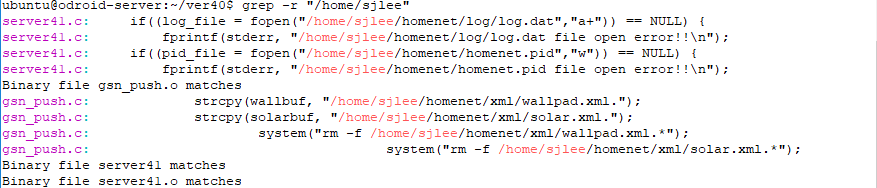 ubuntu@odroid-server:~/ver40$ grep -r "/home/sjlee"
server41.c:     if((log_file = fopen("/home/sjlee/homenet/log/log.dat","a+")) == NULL) {
server41.c:         fprintf(stderr, "/home/sjlee/homenet/log/log.dat file open error!!\n");
server41.c:     if((pid_file = fopen("/home/sjlee/homenet/homenet.pid","w")) == NULL) {
server41.c:         fprintf(stderr, "/home/sjlee/homenet/homenet.pid file open error!!\n");
Binary file gsn_push.o matches
gsn_push.c:             strcpy(wallbuf, "/home/sjlee/homenet/xml/wallpad.xml.");
gsn_push.c:             strcpy(solarbuf, "/home/sjlee/homenet/xml/solar.xml.");
gsn_push.c:                     system("rm -f /home/sjlee/homenet/xml/wallpad.xml.*");
gsn_push.c:                                     system("rm -f /home/sjlee/homenet/xml/solar.xml.*");
Binary file server41 matches
Binary file server41.o matches